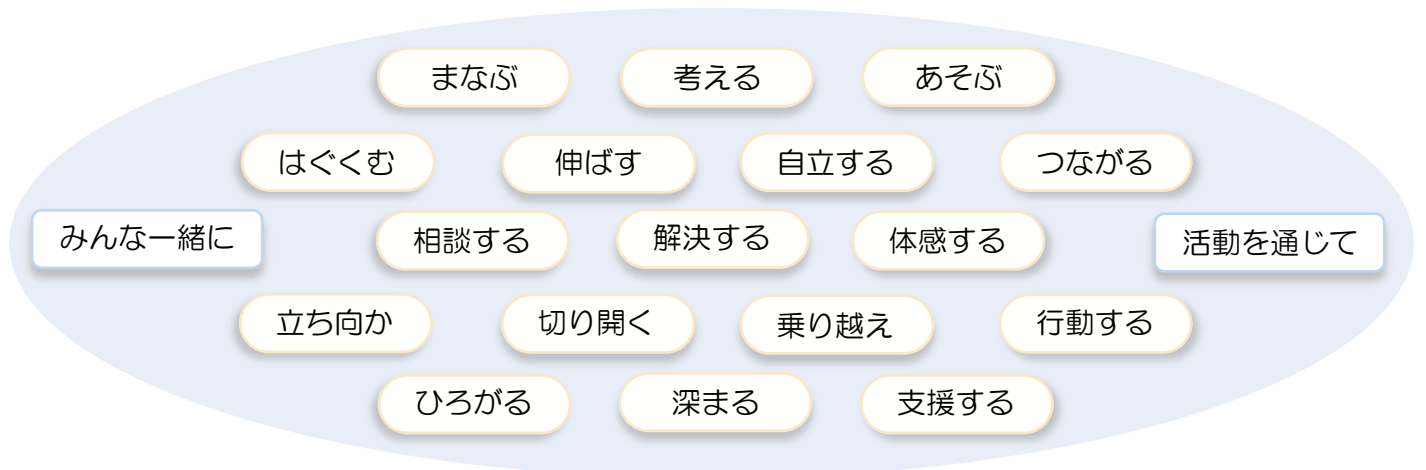 まなぶ
考える
あそぶ
はぐくむ
伸ばす
自立する
つながる
みんな一緒に
相談する
解決する
体感する
活動を通じて
立ち向か
切り開く
乗り越え
行動する
ひろがる
深まる
支援する